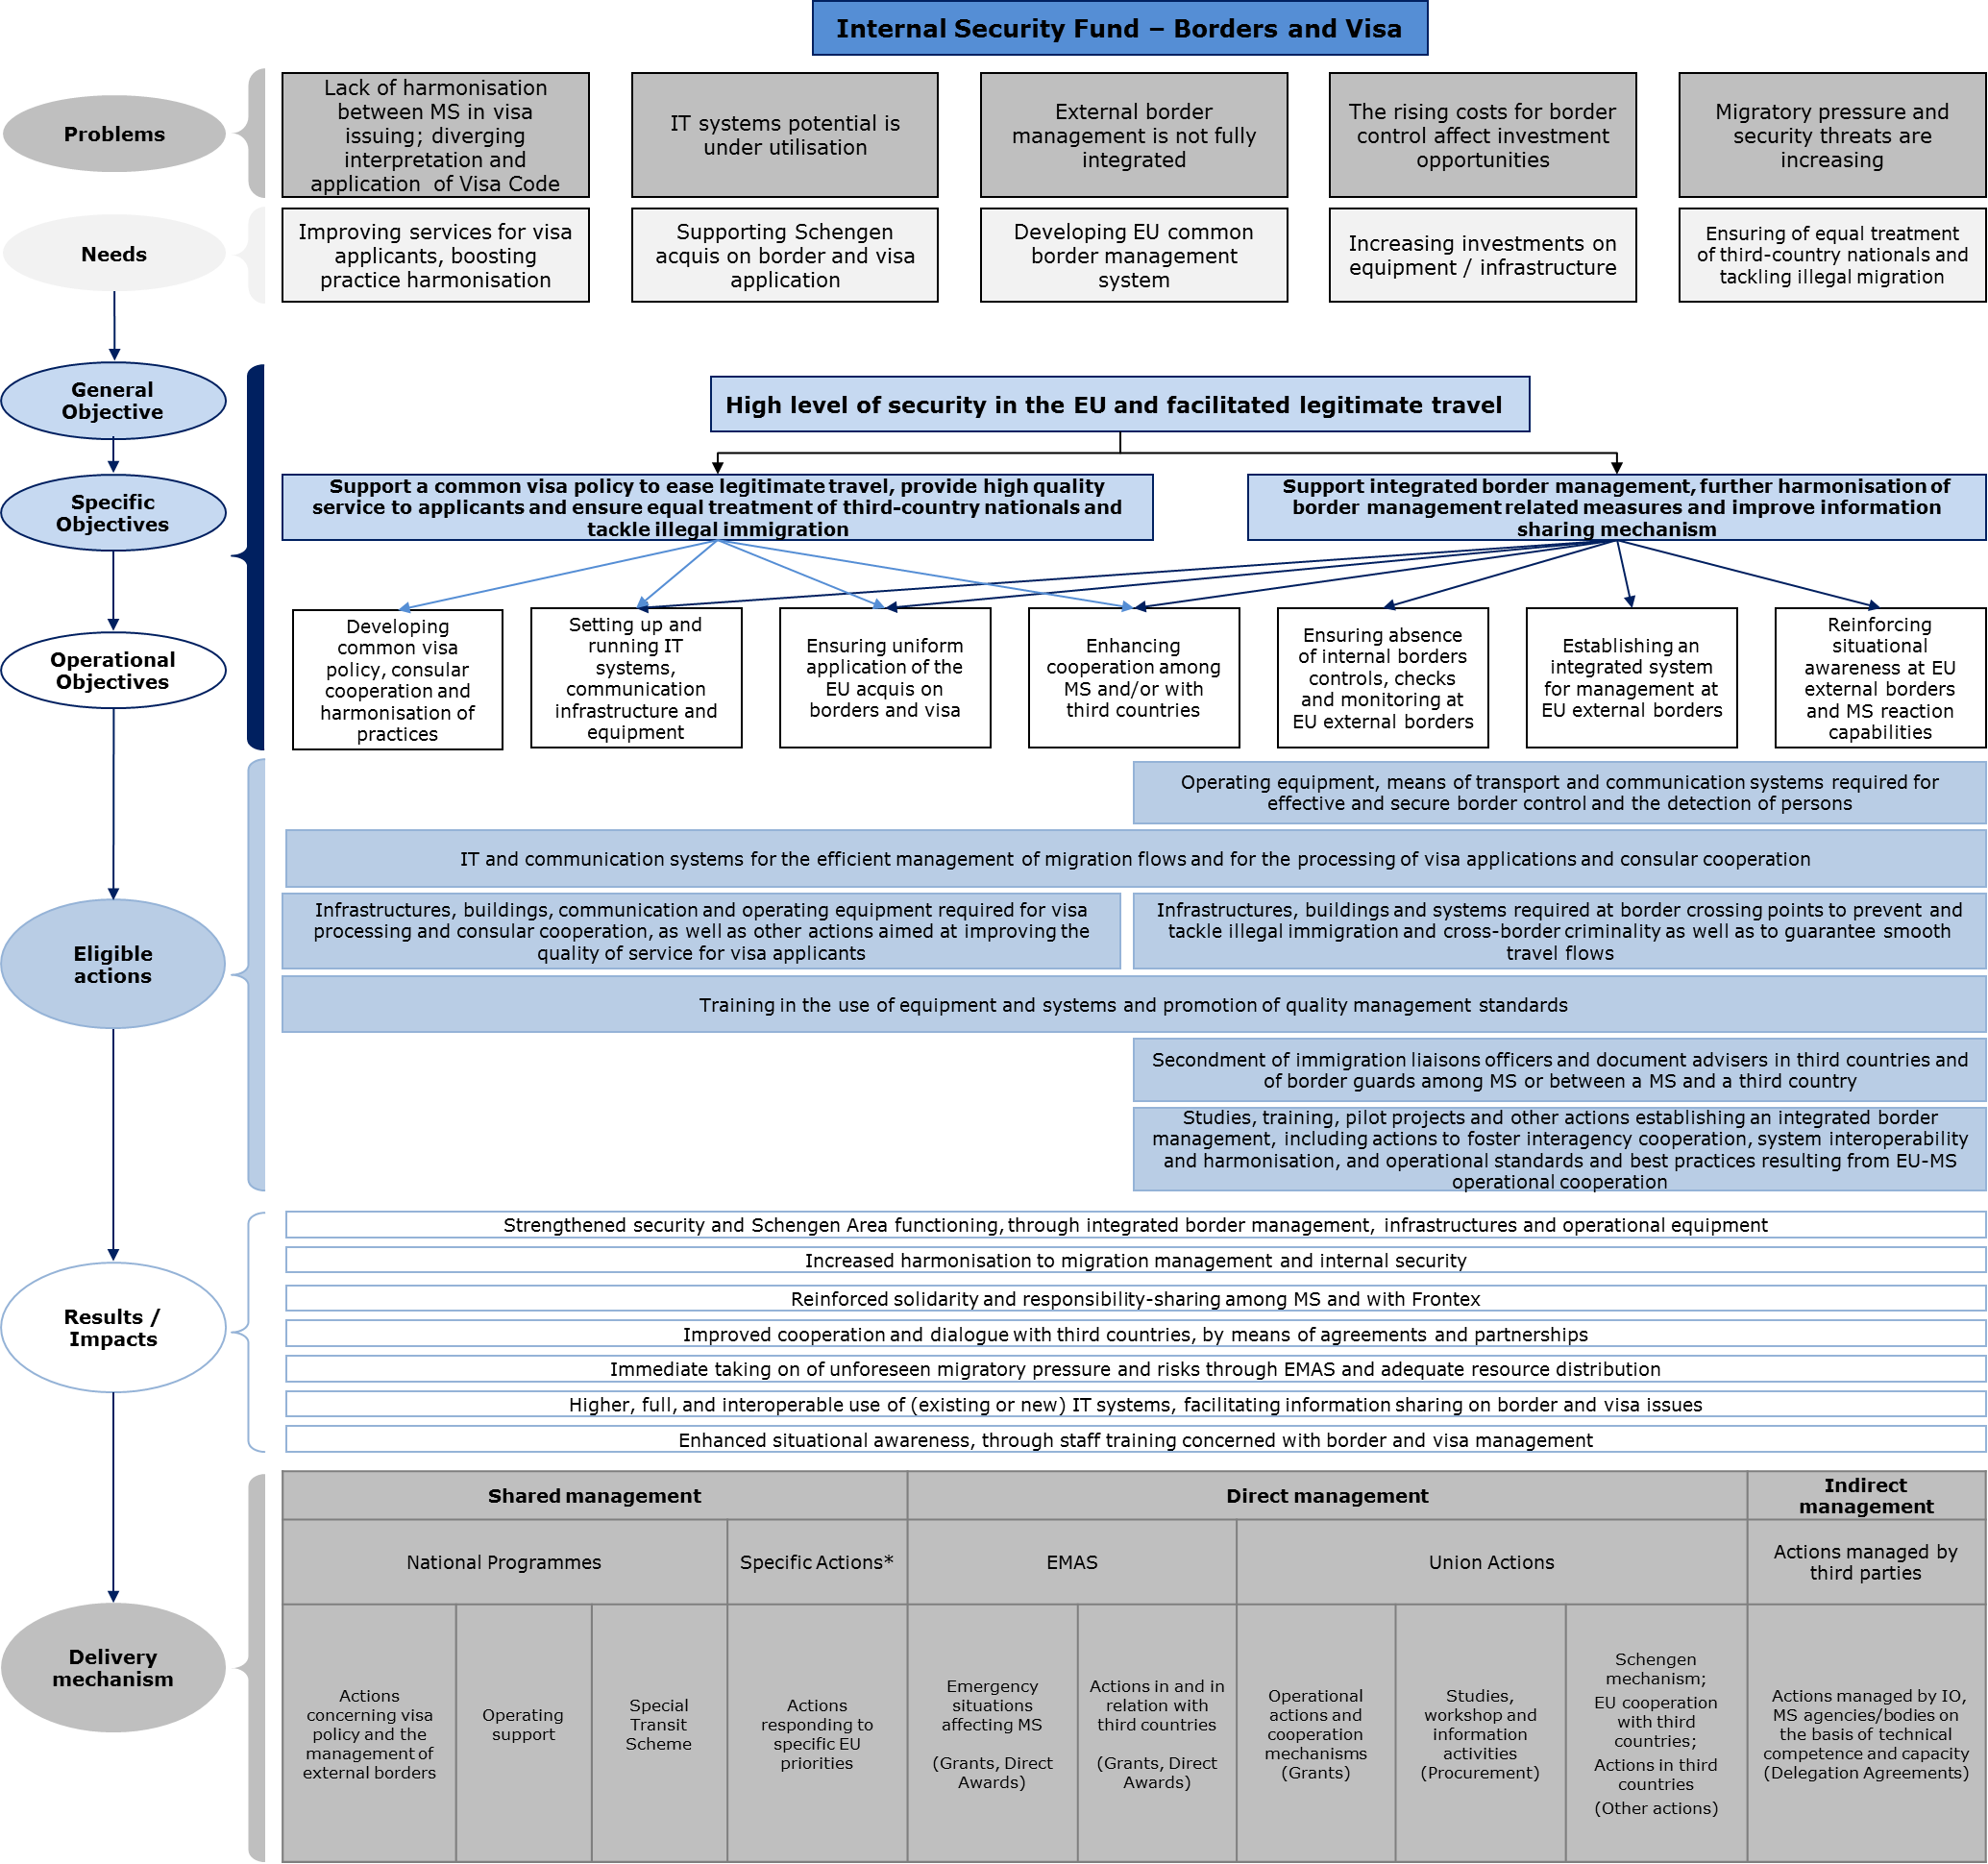 Internal Security Fund – Borders and Visa
Problems
Lack of harmonisation
between MS in visa
issuing; diverging
interpretation and
application of Visa Code
IT systems potential is
under utilisation
External border
management is not fully
integrated
The rising costs for border
control affect investment
opportunities
Migratory pressure and
security threats are
increasing
Needs
Improving services for visa
applicants, boosting
practice harmonisation
Supporting Schengen
acquis on border and visa
application
Developing EU common
border management
system
Increasing investments on
equipment / infrastructure
Ensuring of equal treatment
of third-country nationals and
tackling illegal migration
General
Objective
High level of security in the EU and facilitated legitimate travel
Specific
Objectives
Support a common visa policy to ease legitimate travel, provide high quality
service to applicants and ensure equal treatment of third-country nationals and
tackle illegal immigration
Support integrated border management, further harmonisation of
border management related measures and improve information
sharing mechanism
Operational
Objectives
Developing
common visa
policy, consular
cooperation and
harmonisation of
practices
Setting up and
running IT
systems,
communication
infrastructure and
equipment
Ensuring uniform
application of the
EU acquis on
borders and visa
Enhancing
cooperation among
MS and/or with
third countries
Ensuring absence
of internal borders
controls, checks
and monitoring at
EU external borders
Establishing an
integrated system
for management at
EU external borders
Reinforcing
situational
awareness at EU
external borders
and MS reaction
capabilities
Eligible
actions
Operating equipment, means of transport and communication systems required for
effective and secure border control and the detection of persons
IT and communication systems for the efficient management of migration flows and for the processing of visa applications and consular cooperation
Infrastructures, buildings, communication and operating equipment required for visa
processing and consular cooperation, as well as other actions aimed at improving the
quality of service for visa applicants
Infrastructures, buildings and systems required at border crossing points to prevent and
tackle illegal immigration and cross-border criminality as well as to guarantee smooth
travel flows
Training in the use of equipment and systems and promotion of quality management standards
Secondment of immigration liaisons officers and document advisers in third countries and
of border guards among MS or between a MS and a third country
Studies, training, pilot projects and other actions establishing an integrated border
management, including actions to foster interagency cooperation, system interoperability
and harmonisation, and operational standards and best practices resulting from EU-MS
operational cooperation
Results /
Impacts
Strengthened security and Schengen Area functioning, through integrated border management, infrastructures and operational equipment
Increased harmonisation to migration management and internal security
Reinforced solidarity and responsibility-sharing among MS and with Frontex
Improved cooperation and dialogue with third countries, by means of agreements and partnerships
Immediate taking on of unforeseen migratory pressure and risks through EMAS and adequate resource distribution
Higher, full, and interoperable use of (existing or new) IT systems, facilitating information sharing on border and visa issues
Enhanced situational awareness, through staff training concerned with border and visa management
Delivery
mechanism
Shared management
Direct management
Indirect
management
National Programmes
Specific Actions*
EMAS
Union Actions
Actions managed by
third parties
Actions
concerning visa
policy and the
management of
external borders
Operating
support
Special
Transit
Scheme
Actions
responding to
specific EU
priorities
Emergency
situations
affecting MS
(Grants, Direct
Awards)
Actions in and in
relation with
third countries
(Grants, Direct
Awards)
Operational
actions and
cooperation
mechanisms
(Grants)
Studies,
workshop and
information
activities
(Procurement)
Schengen
mechanism;
EU cooperation
with third
countries;
Actions in third
countries
(Other actions)
Actions managed by IO,
MS agencies/bodies on
the basis of technical
competence and capacity
(Delegation Agreements)